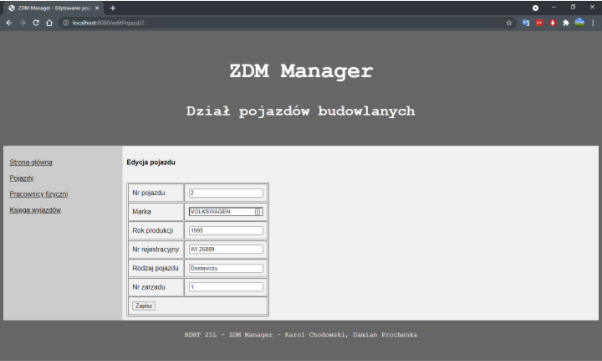 ZDM Manager - Edytowanie poj
localhost:8080/editPojazd/2
ZDM Manager
Dział pojazdów budowlanych
Strona główna
Pojazdy
Pracownicy fizyczni
Księga wyjazdów
Edycja pojazdu
Nr pojazdu 2
Marka VOLKSWAGEN
Rok produkcji 1995
Nr rejestracyjny WI 26889
Rodzaj pojazdu Dostawczy
Nr zarzadu 1
Zapisz
BDBT 21L - ZDM Manager - Karol Chodowski, Damian Prochenka